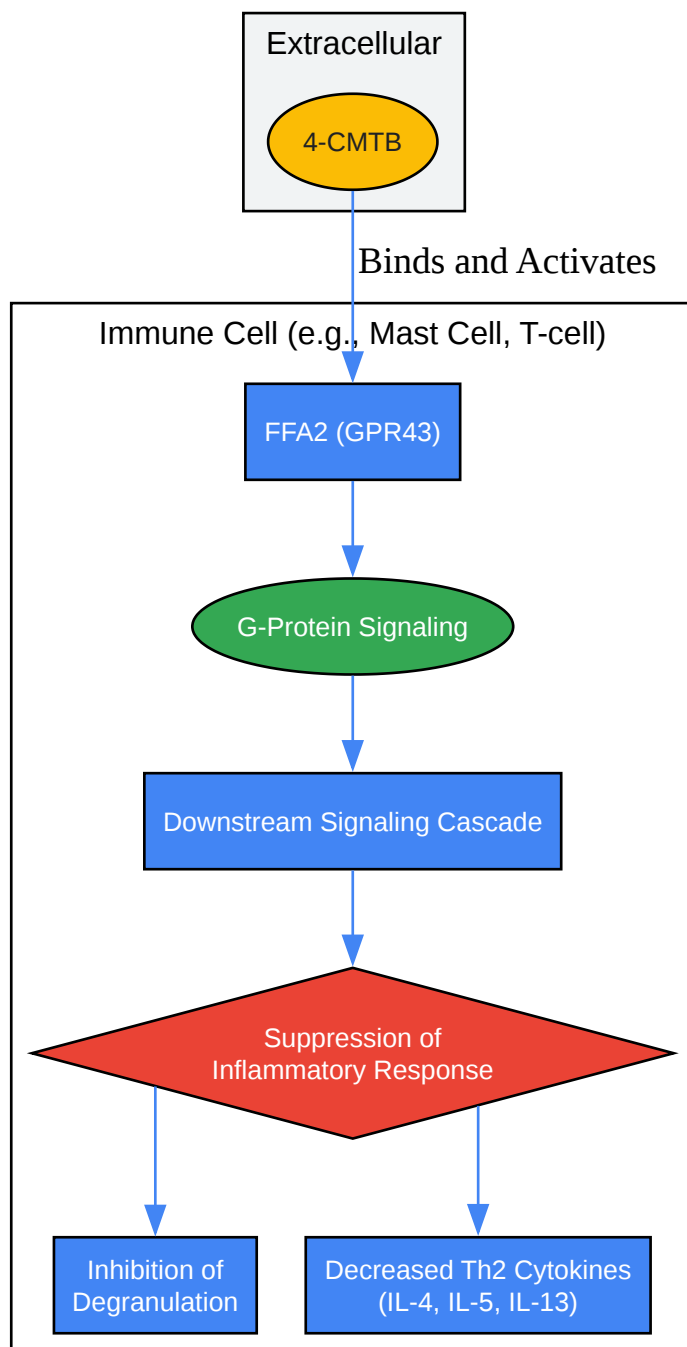 Extracellular
4-CMTB
Binds and Activates
Immune Cell (e.g., Mast Cell, T-cell)
FFA2 (GPR43)
G-Protein Signaling
Downstream Signaling Cascade
Suppression of
Inflammatory Response
Inhibition of
Degranulation
Decreased Th2 Cytokines
(IL-4, IL-5, IL-13)